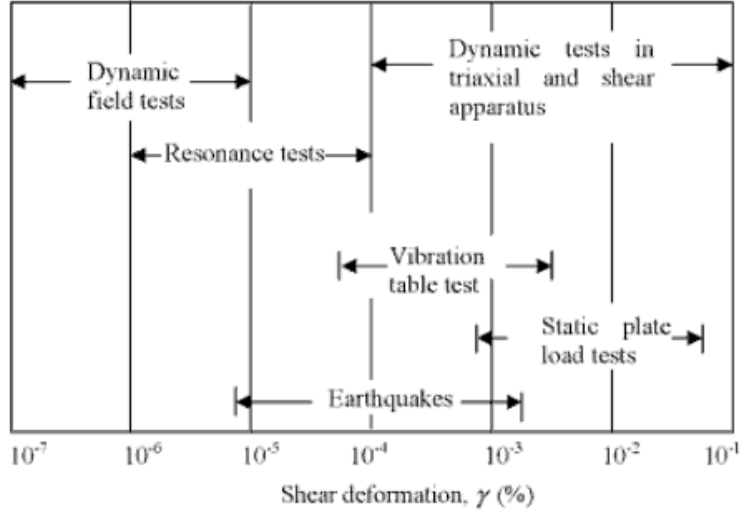 Dynamic
field tests
Dynamic tests in
triaxial and shear
apparatus
Resonance tests
Vibration
table test
Static plate
load tests
Earthquakes
10⁻⁷ 10⁻⁶ 10⁻⁵ 10⁻⁴ 10⁻³ 10⁻² 10⁻¹
Shear deformation, γ (%)